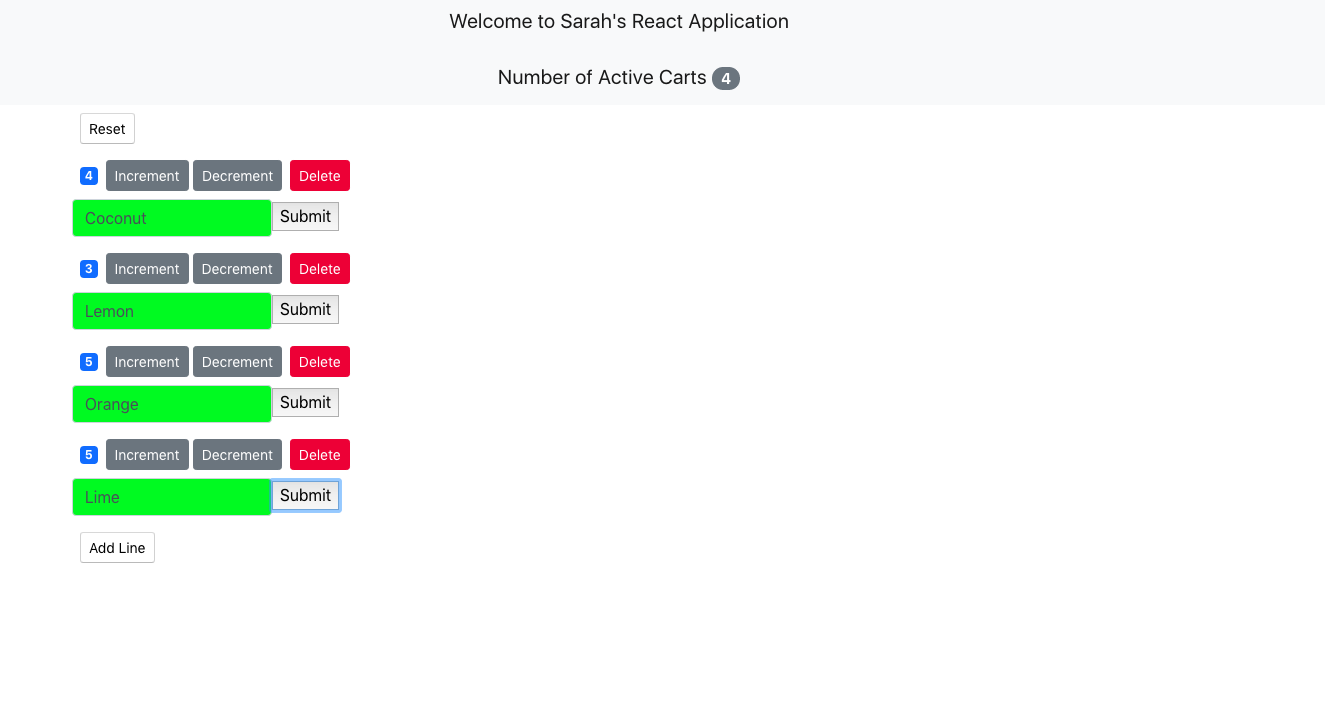 Welcome to Sarah's React Application
Number of Active Carts 4
Reset
4 Increment Decrement Delete
Coconut Submit
3 Increment Decrement Delete
Lemon Submit
5 Increment Decrement Delete
Orange Submit
5 Increment Decrement Delete
Lime Submit
Add Line